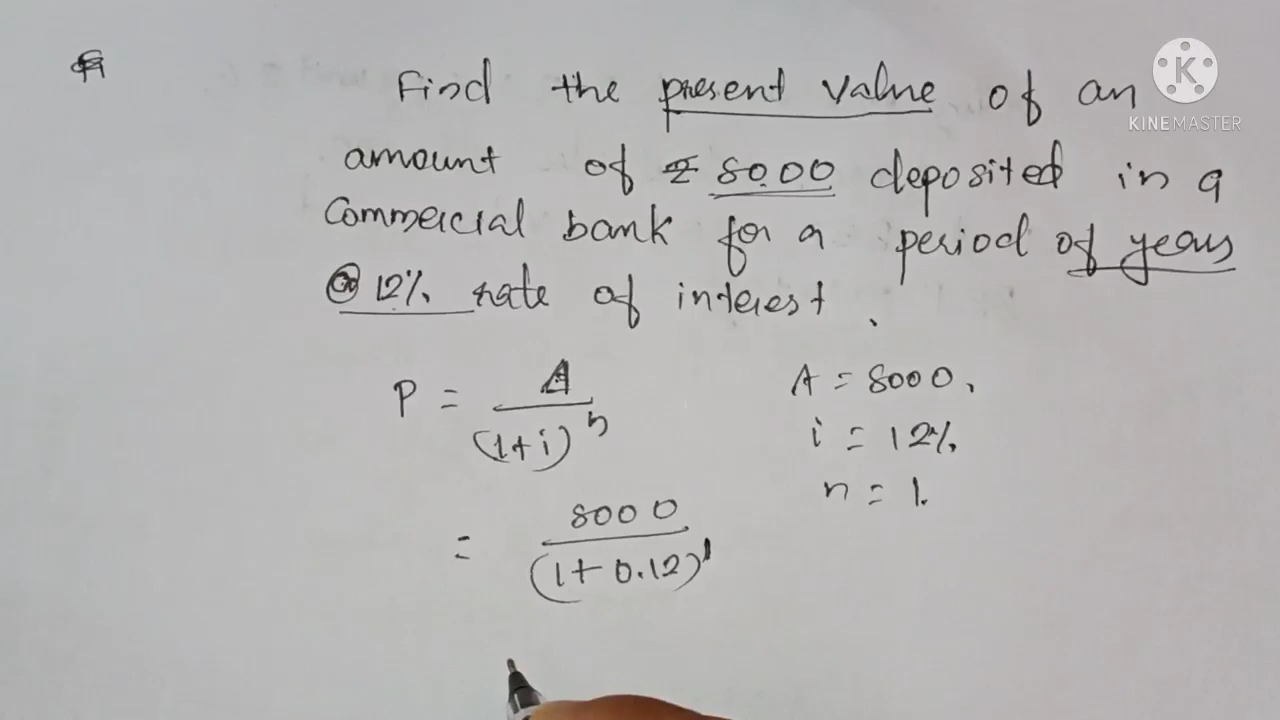 Find the present value of an
amount of ₹ 8000 deposited in a
Commercial bank for a period of years
@ 12% rate of interest.
P = A / (1+i)^n
A = 8000,
i = 12%.
n = 1.
= 8000 / (1+0.12)^1
K
KINEMASTER